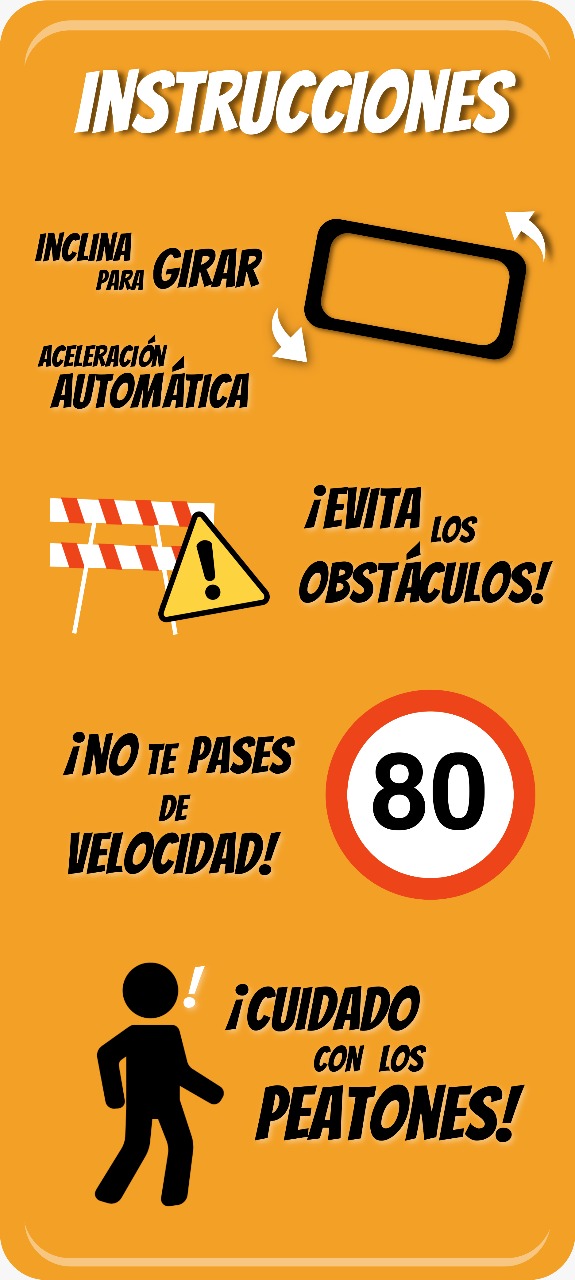 INSTRUCCIONES
INCLINA
PARA GIRAR
ACELERACIÓN
AUTOMÁTICA
¡EVITA LOS
OBSTÁCULOS!
¡NO TE PASES
DE
VELOCIDAD!
80
!
¡CUIDADO
CON LOS
PEATONES!